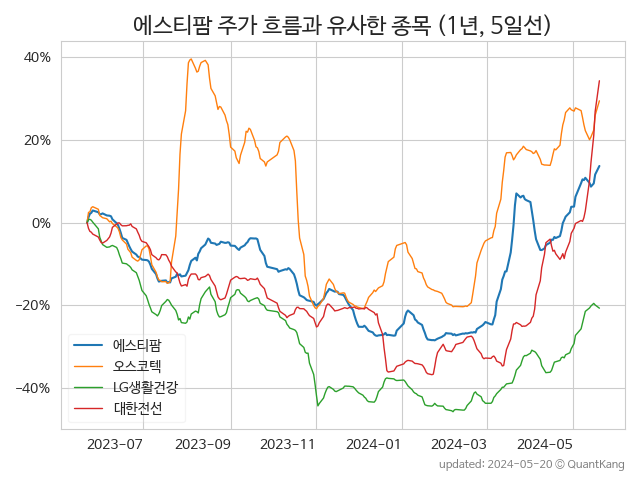 에스티팜 주가 흐름과 유사한 종목 (1년, 5일선)
40%
20%
0%
−20%
−40%
에스티팜
오스코텍
LG생활건강
대한전선
2023-07
2023-09
2023-11
2024-01
2024-03
2024-05
updated: 2024-05-20 © QuantKang